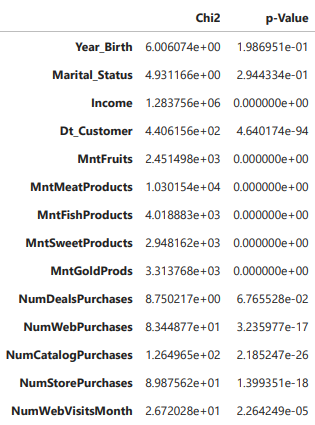 Chi2 p-Value
Year_Birth 6.006074e+00 1.986951e-01
Marital_Status 4.931166e+00 2.944334e-01
Income 1.283756e+06 0.000000e+00
Dt_Customer 4.406156e+02 4.640174e-94
MntFruits 2.451498e+03 0.000000e+00
MntMeatProducts 1.030154e+04 0.000000e+00
MntFishProducts 4.018883e+03 0.000000e+00
MntSweetProducts 2.948162e+03 0.000000e+00
MntGoldProds 3.313768e+03 0.000000e+00
NumDealsPurchases 8.750217e+00 6.765528e-02
NumWebPurchases 8.344877e+01 3.235977e-17
NumCatalogPurchases 1.264965e+02 2.185247e-26
NumStorePurchases 8.987562e+01 1.399351e-18
NumWebVisitsMonth 2.672028e+01 2.264249e-05